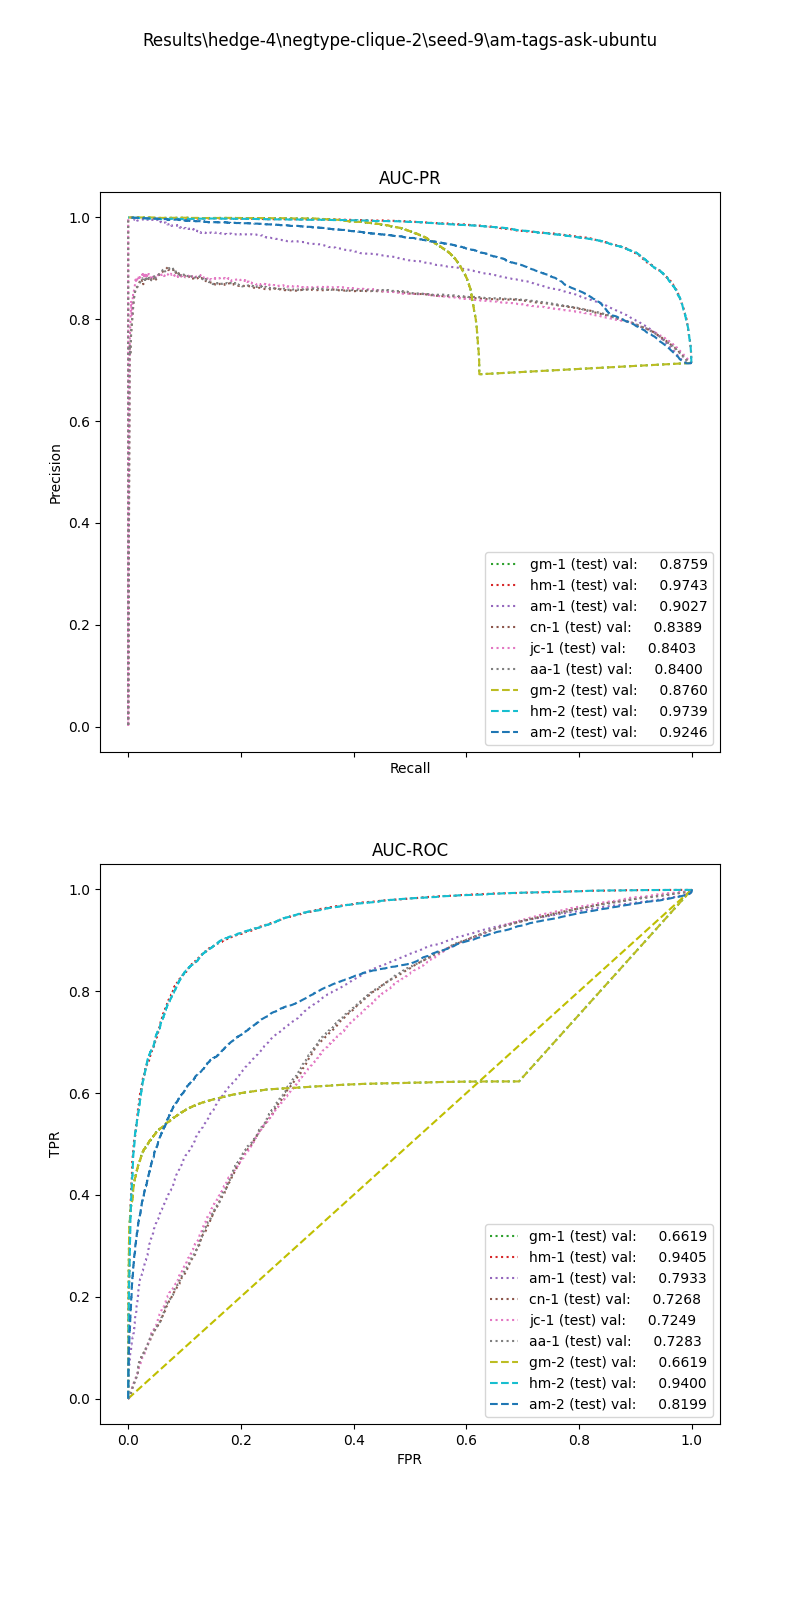 Results\hedge-4\negtype-clique-2\seed-9\am-tags-ask-ubuntu
AUC-PR
1.0
0.8
0.6
0.4
0.2
0.0
Precision
gm-1 (test) val: 0.8759
hm-1 (test) val: 0.9743
am-1 (test) val: 0.9027
cn-1 (test) val: 0.8389
jc-1 (test) val: 0.8403
aa-1 (test) val: 0.8400
gm-2 (test) val: 0.8760
hm-2 (test) val: 0.9739
am-2 (test) val: 0.9246
Recall
AUC-ROC
1.0
0.8
0.6
0.4
0.2
0.0
TPR
gm-1 (test) val: 0.6619
hm-1 (test) val: 0.9405
am-1 (test) val: 0.7933
cn-1 (test) val: 0.7268
jc-1 (test) val: 0.7249
aa-1 (test) val: 0.7283
gm-2 (test) val: 0.6619
hm-2 (test) val: 0.9400
am-2 (test) val: 0.8199
0.0 0.2 0.4 0.6 0.8 1.0
FPR